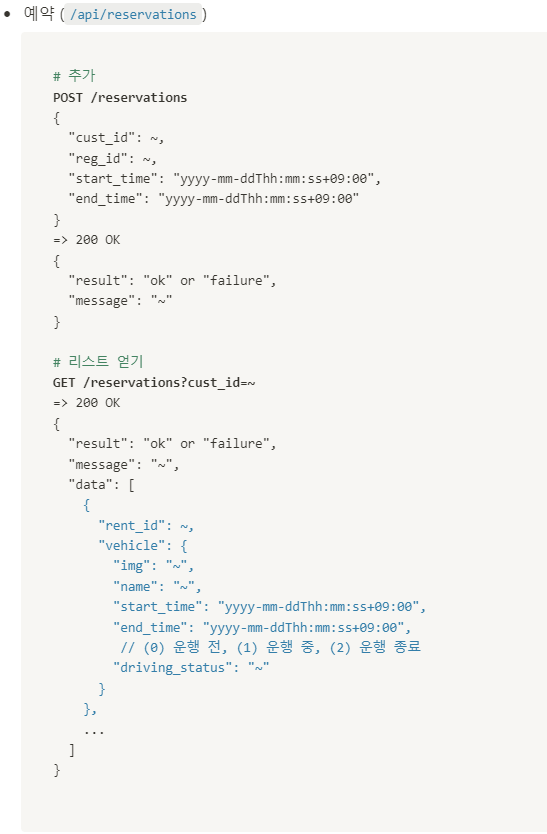 • 예약 (/api/reservations)
# 추가
POST /reservations
{
  "cust_id": ~,
  "reg_id": ~,
  "start_time": "yyyy-mm-ddThh:mm:ss+09:00",
  "end_time": "yyyy-mm-ddThh:mm:ss+09:00"
}
=> 200 OK
{
  "result": "ok" or "failure",
  "message": "~"
}
# 리스트 얻기
GET /reservations?cust_id=~
=> 200 OK
{
  "result": "ok" or "failure",
  "message": "~",
  "data": [
    {
      "rent_id": ~,
      "vehicle": {
        "img": "~",
        "name": "~",
        "start_time": "yyyy-mm-ddThh:mm:ss+09:00",
        "end_time": "yyyy-mm-ddThh:mm:ss+09:00",
         // (0) 운행 전, (1) 운행 중, (2) 운행 종료
        "driving_status": "~"
      }
    },
    ...
  ]
}